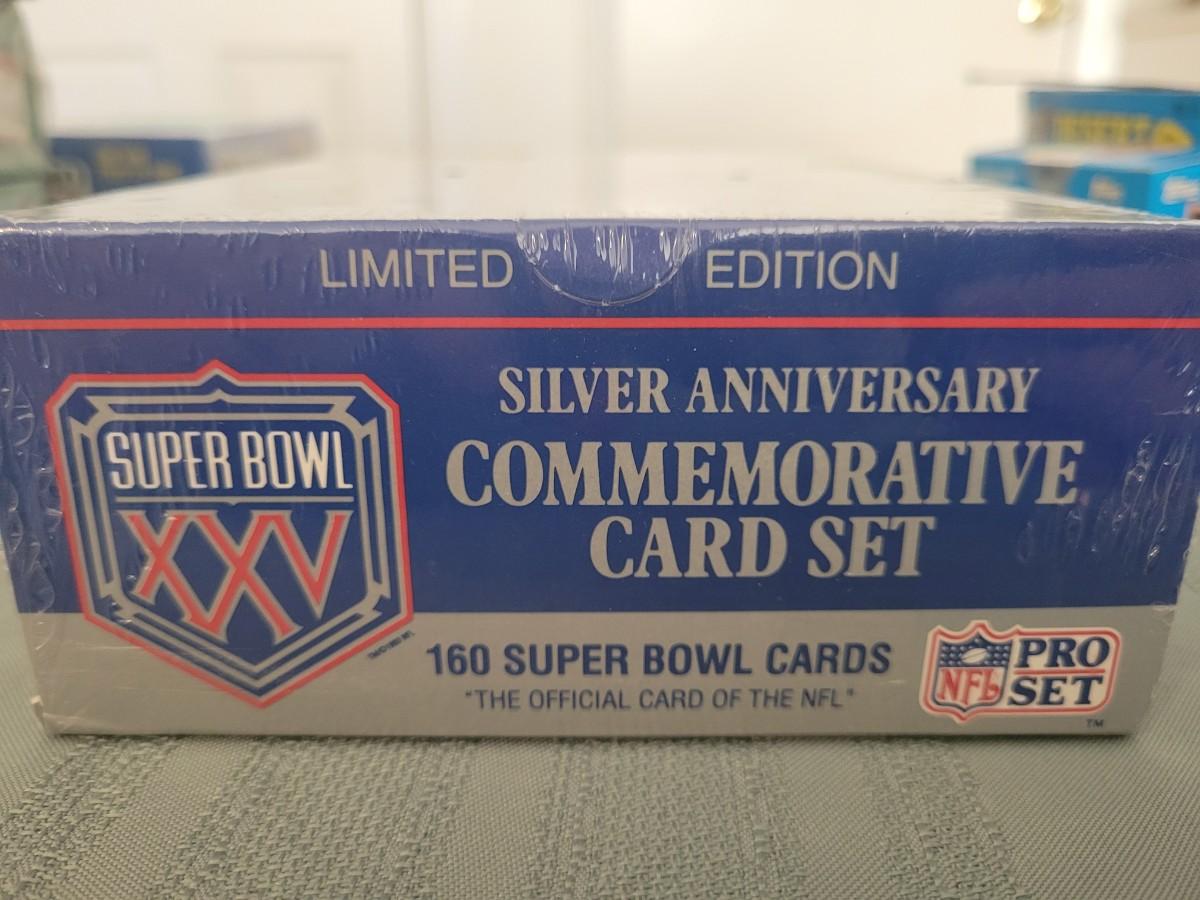 LIMITED EDITION
SILVER ANNIVERSARY
COMMEMORATIVE
CARD SET
SUPER BOWL
XXV
160 SUPER BOWL CARDS
"THE OFFICIAL CARD OF THE NFL"
NFL
PRO
SET
TM